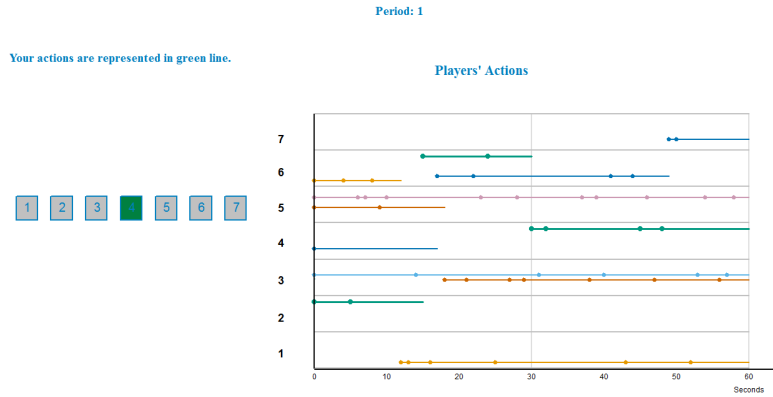 Period: 1
Your actions are represented in green line.
Players' Actions
1 2 3 4 5 6 7
7
6
5
4
3
2
1
0 10 20 30 40 50 60
Seconds